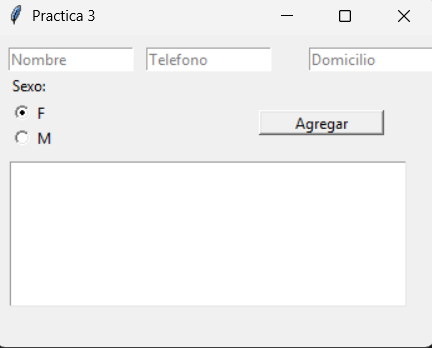 Practica 3
Nombre Telefono Domicilio
Sexo:
F
Agregar
M